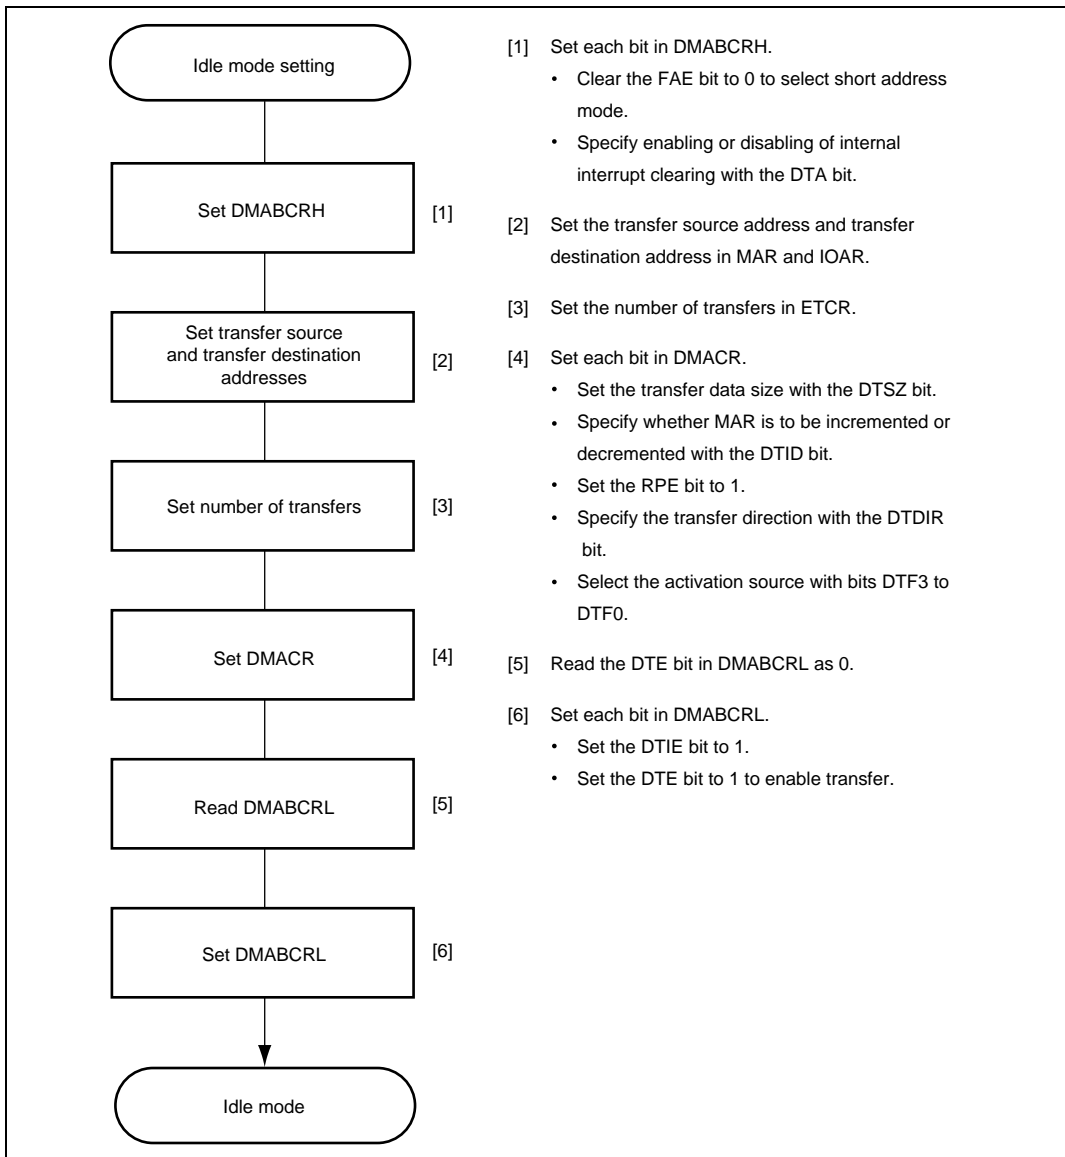 Idle mode setting
Set DMABCRH
[1]
Set transfer source
and transfer destination
addresses
[2]
Set number of transfers
[3]
Set DMACR
[4]
Read DMABCRL
[5]
Set DMABCRL
[6]
Idle mode
[1] Set each bit in DMABCRH.
• Clear the FAE bit to 0 to select short address
mode.
• Specify enabling or disabling of internal
interrupt clearing with the DTA bit.
[2] Set the transfer source address and transfer
destination address in MAR and IOAR.
[3] Set the number of transfers in ETCR.
[4] Set each bit in DMACR.
• Set the transfer data size with the DTSZ bit.
• Specify whether MAR is to be incremented or
decremented with the DTID bit.
• Set the RPE bit to 1.
• Specify the transfer direction with the DTDIR
bit.
• Select the activation source with bits DTF3 to
DTF0.
[5] Read the DTE bit in DMABCRL as 0.
[6] Set each bit in DMABCRL.
• Set the DTIE bit to 1.
• Set the DTE bit to 1 to enable transfer.